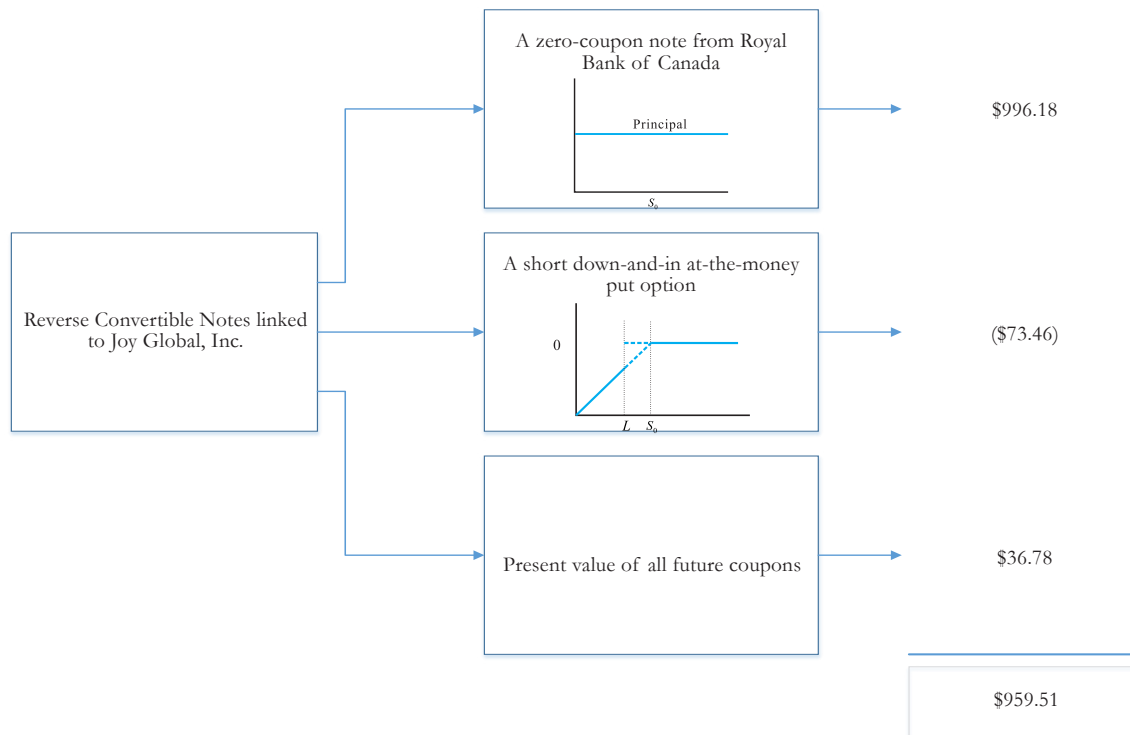 A zero-coupon note from Royal
Bank of Canada
Principal
S₀
$996.18
Reverse Convertible Notes linked
to Joy Global, Inc.
A short down-and-in at-the-money
put option
0
L S₀
($73.46)
Present value of all future coupons
$36.78
$959.51